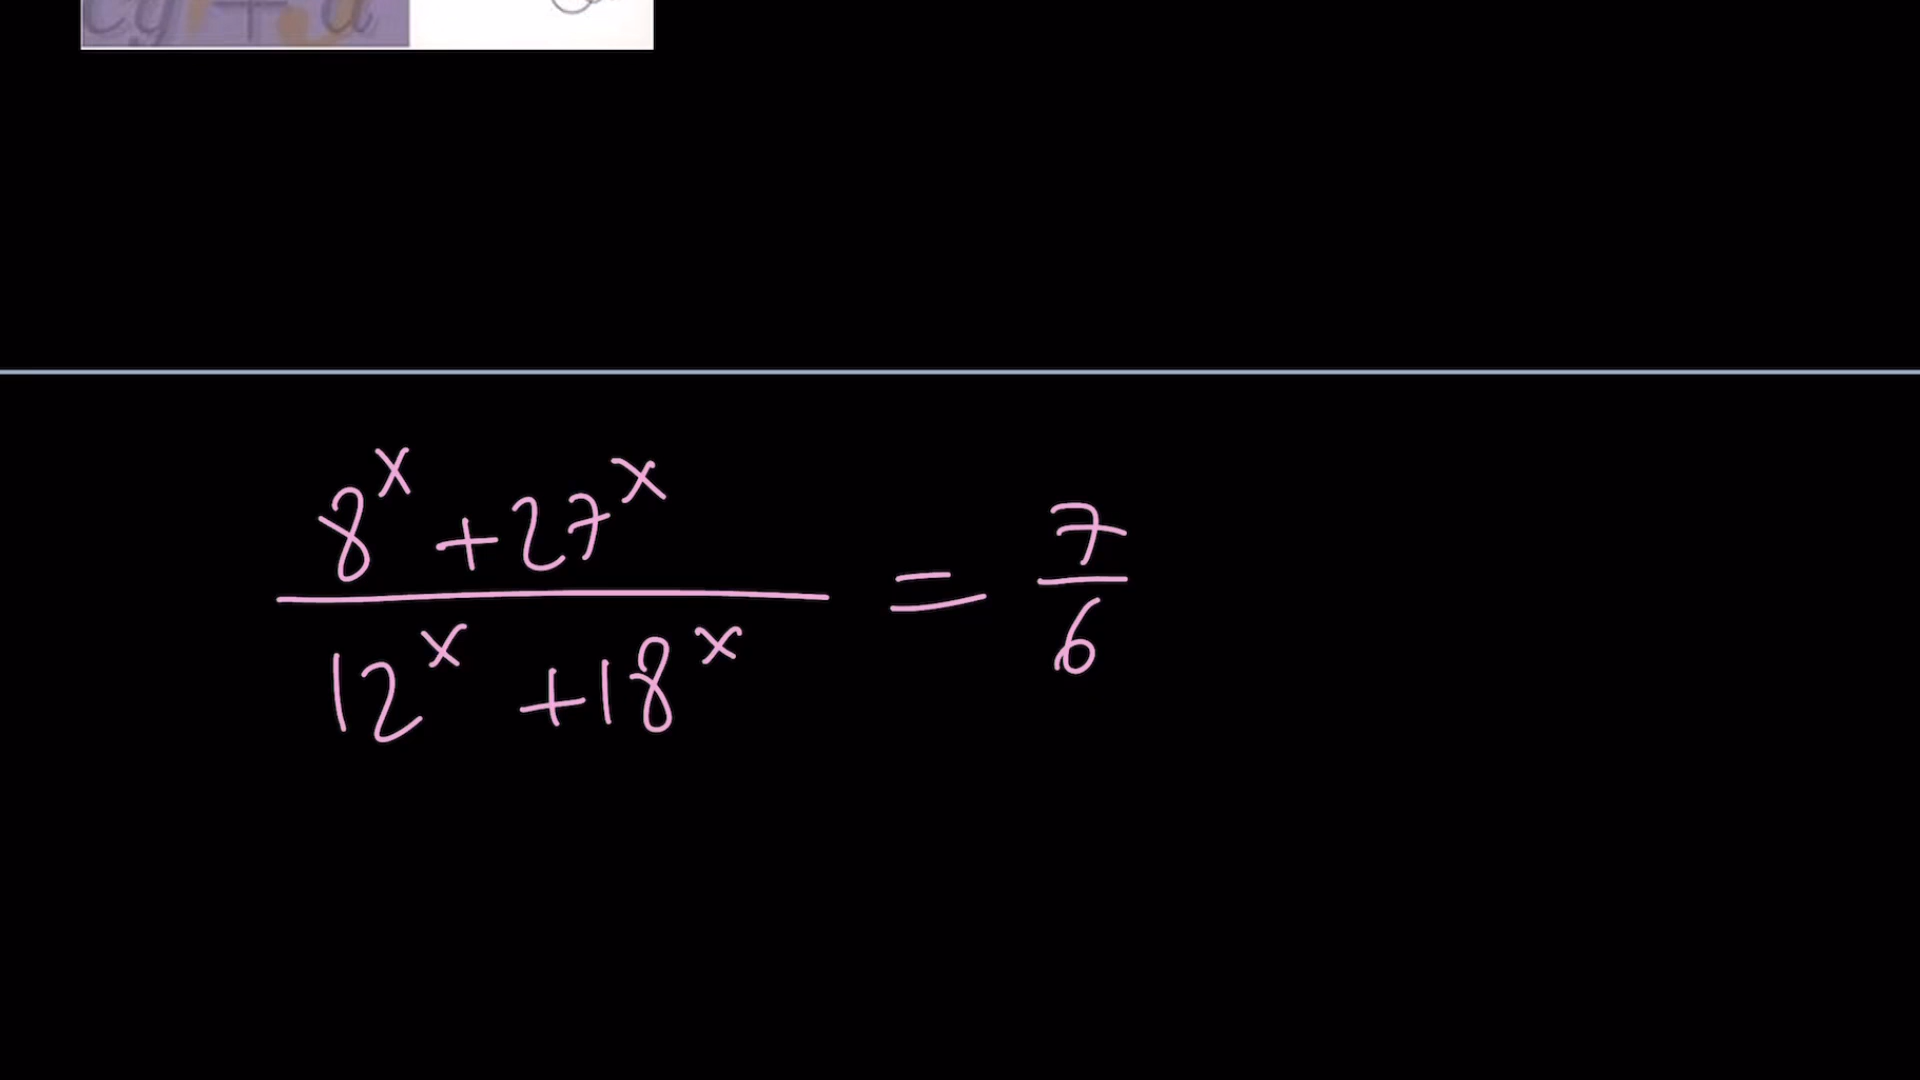 8^x + 27^x
12^x + 18^x
= 7/6